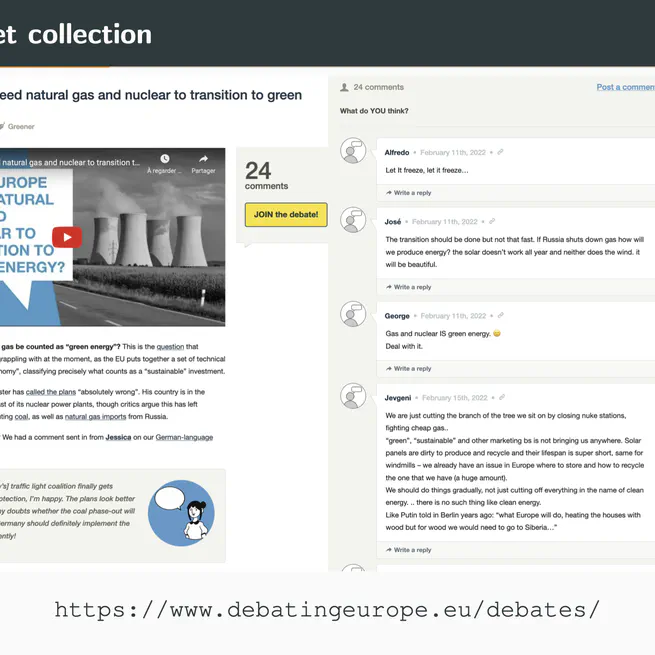 et collection
eed natural gas and nuclear to transition to green
Greener
natural gas and nuclear to transition t...
À regarder ...
Partager
UROPE
ATURAL
D
AR TO
TION TO
ENERGY?
24
comments
JOIN the debate!
gas be counted as “green energy”? This is the question that
grappling with at the moment, as the EU puts together a set of technical
nomy”, classifying precisely what counts as a “sustainable” investment.
ster has called the plans “absolutely wrong”. His country is in the
st of its nuclear power plants, though critics argue this has left
ting coal, as well as natural gas imports from Russia.
We had a comment sent in from Jessica on our German-language
y’s] traffic light coalition finally gets
otection, I’m happy. The plans look better
ny doubts whether the coal phase-out will
Germany should definitely implement the
ently!
24 comments
Post a commen
What do YOU think?
Alfredo • February 11th, 2022 •
Let It freeze, let it freeze…
Write a reply
José • February 11th, 2022 •
The transition should be done but not that fast. If Russia shuts down gas how will
we produce energy? the solar doesn’t work all year and neither does the wind. it
will be beautiful.
Write a reply
George • February 11th, 2022 •
Gas and nuclear IS green energy. 😄
Deal with it.
Write a reply
Jevgeni • February 15th, 2022 •
We are just cutting the branch of the tree we sit on by closing nuke stations,
fighting cheap gas..
“green”, “sustainable” and other marketing bs is not bringing us anywhere. Solar
panels are dirty to produce and recycle and their lifespan is super short, same for
windmills – we already have an issue in Europe where to store and how to recycle
the one that we have (a huge amount).
We should do things gradually, not just cutting off everything in the name of clean
energy. .. there is no such thing like clean energy.
Like Putin told in Berlin years ago: “what Europe will do, heating the houses with
wood but for wood we would need to go to Siberia…”
Write a reply
https://www.debatingeurope.eu/debates/